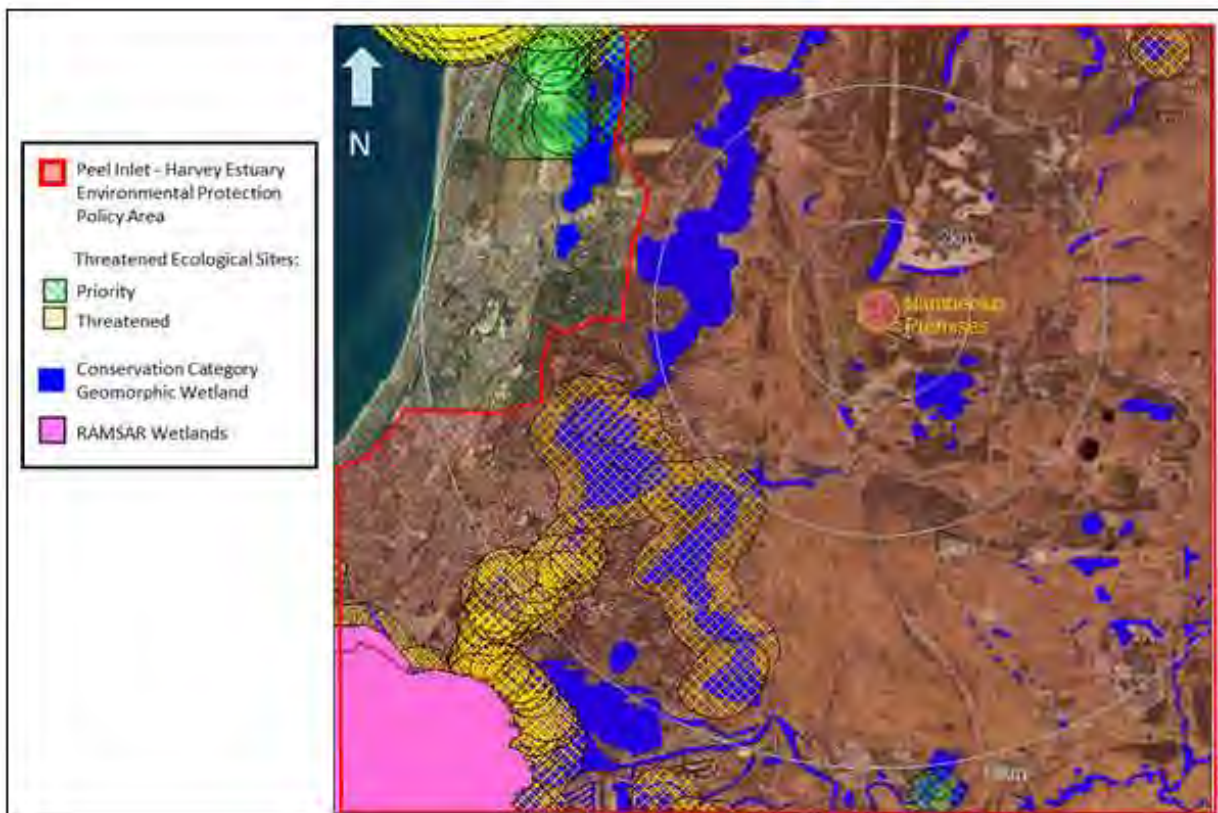 N
Peel Inlet - Harvey Estuary
Environmental Protection
Policy Area
Threatened Ecological Sites:
Priority
Threatened
Conservation Category
Geomorphic Wetland
RAMSAR Wetlands
2km
Nambeelup
Premises
5km
10km